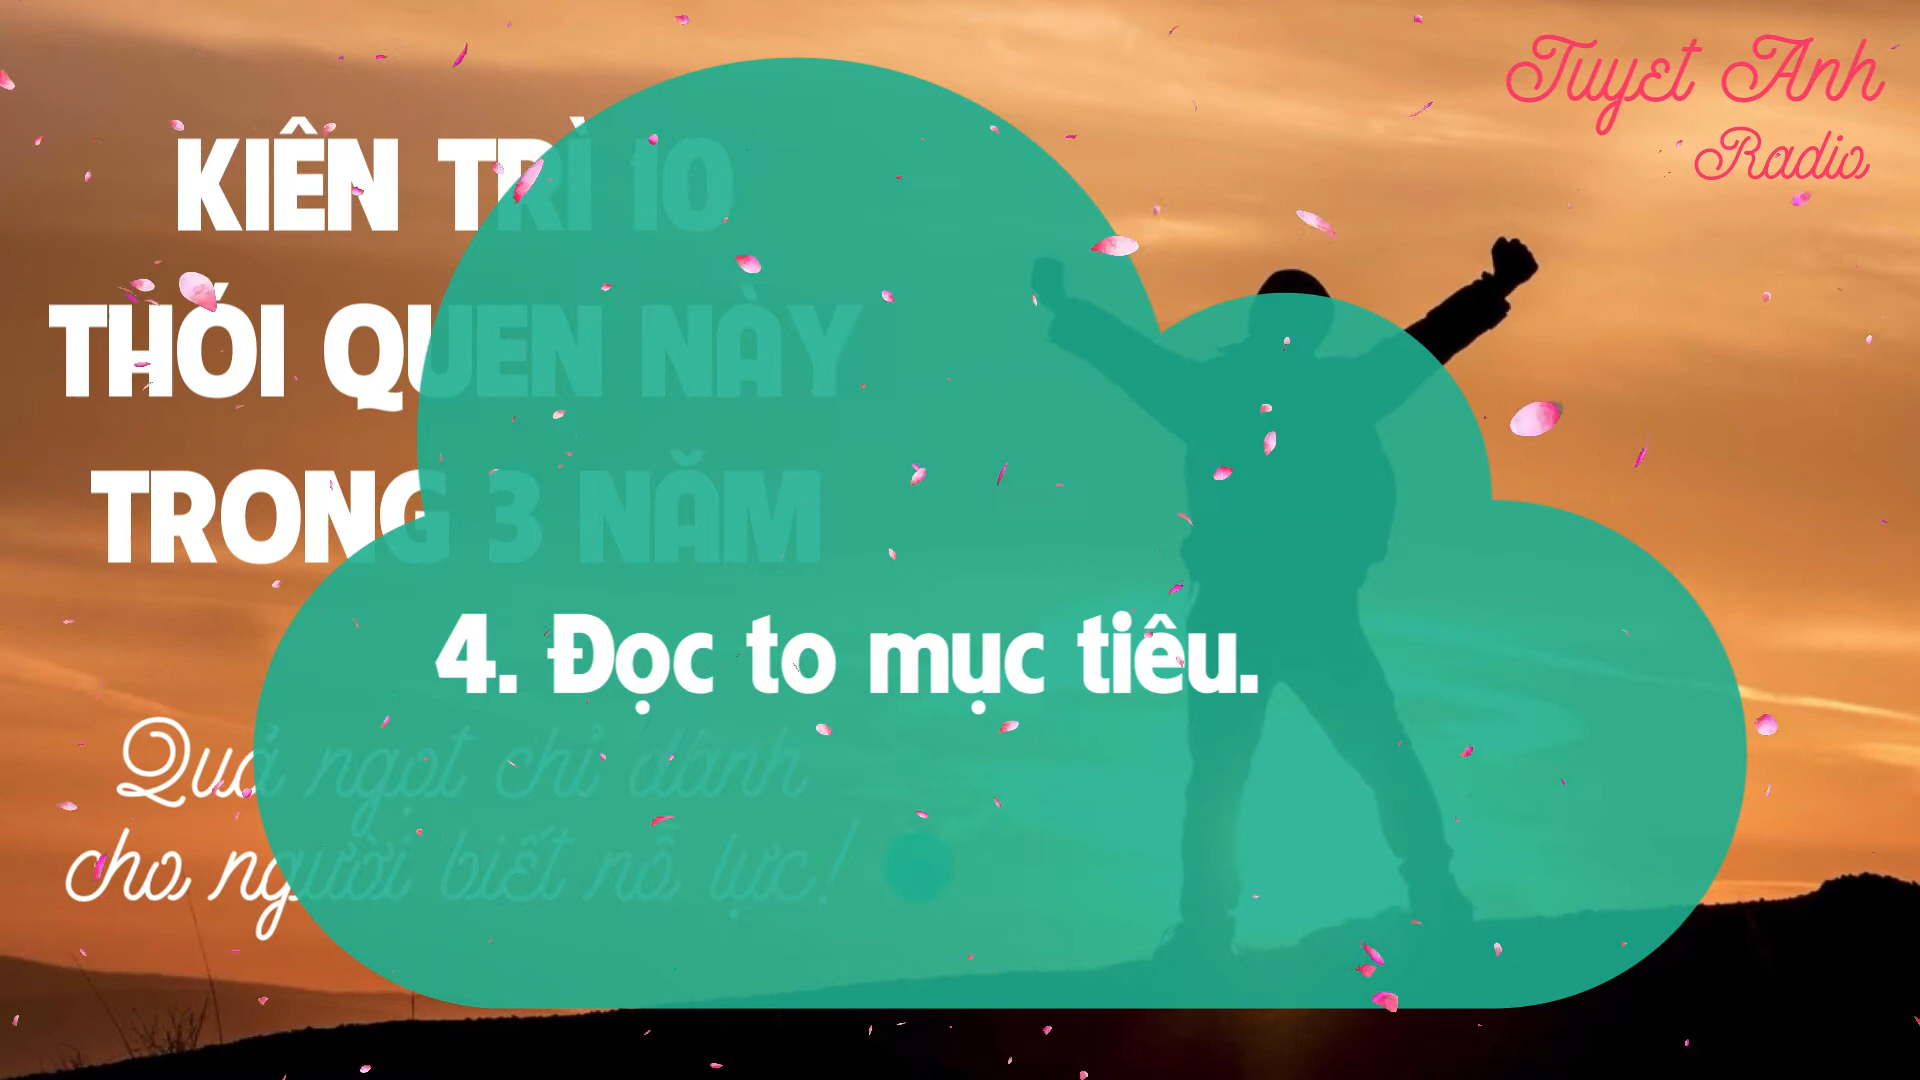 Tuyet Anh
Radio
KIÊN TRÌ 10
THÓI QUEN NÀY
TRONG 3 NĂM
4. Đọc to mục tiêu.
Quả ngọt chỉ dành
cho người biết nỗ lực!